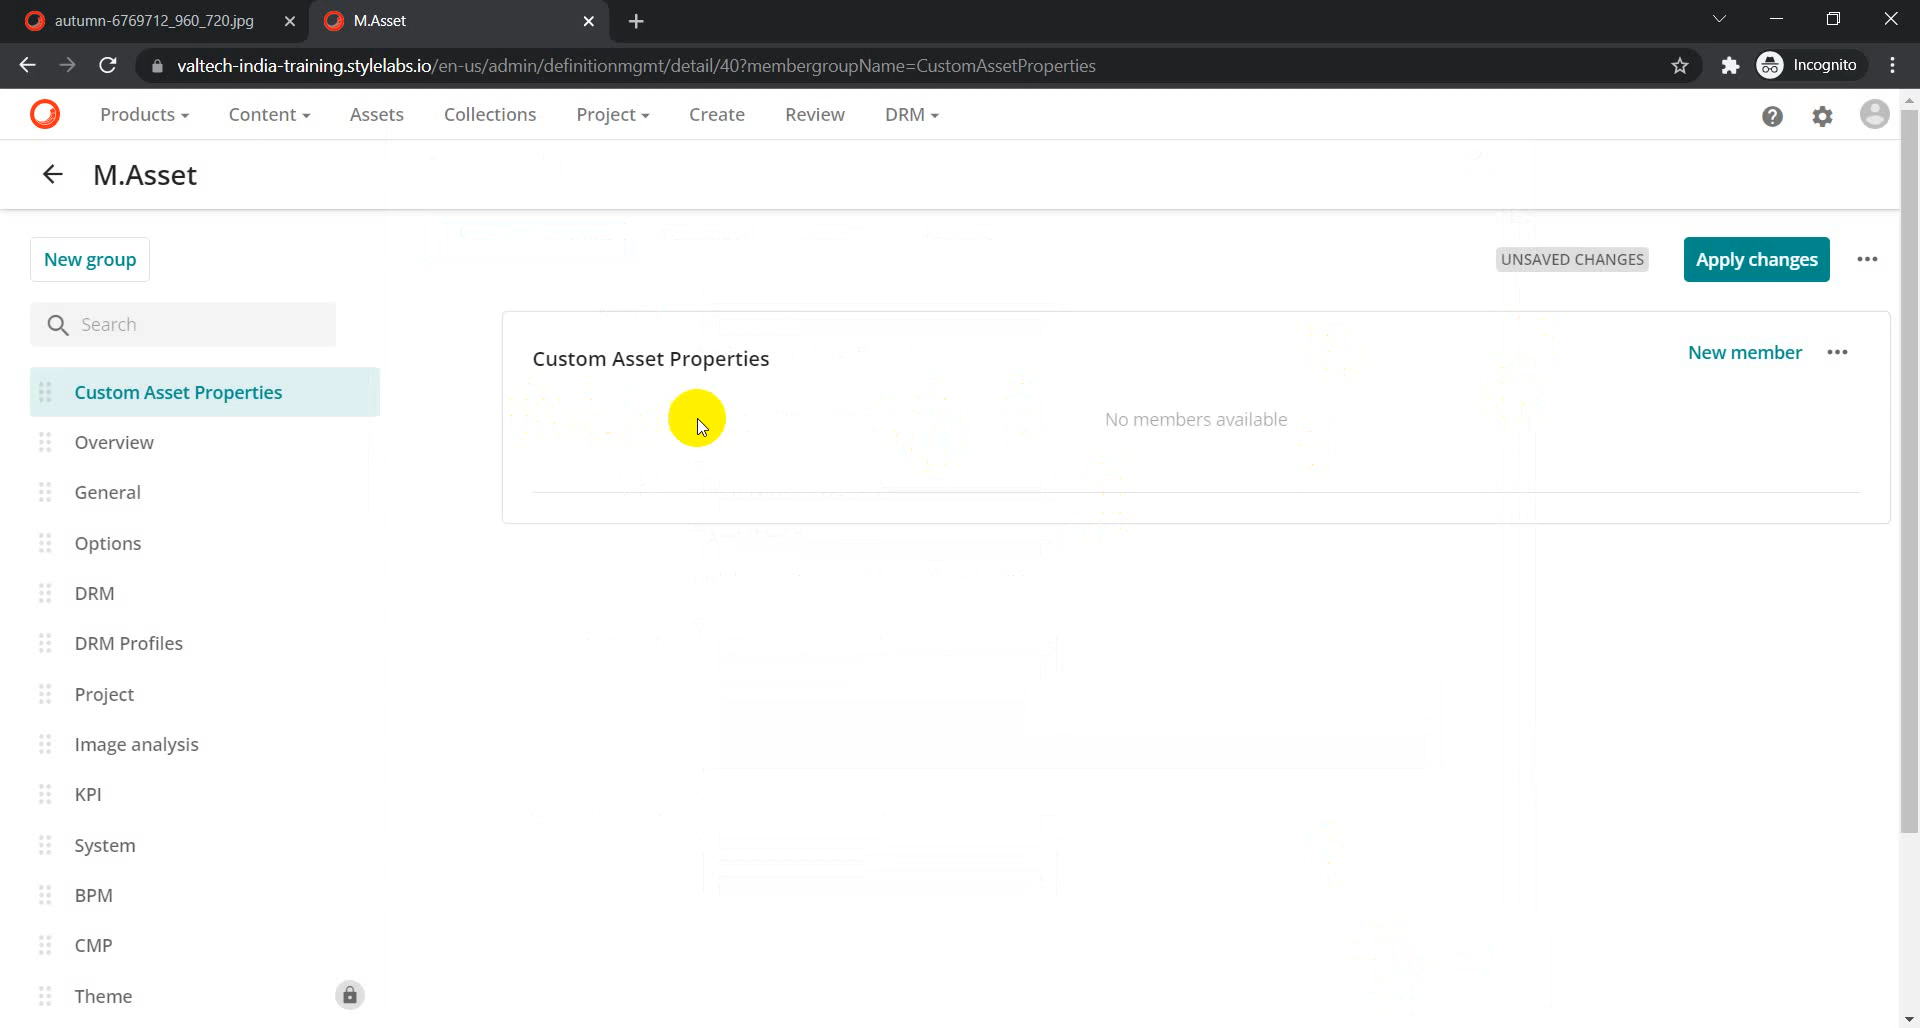 autumn-6769712_960_720.jpg
M.Asset
valtech-india-training.stylelabs.io/en-us/admin/definitionmgmt/detail/40?membergroupName=CustomAssetProperties
Incognito
Products Content Assets Collections Project Create Review DRM
M.Asset
New group
UNSAVED CHANGES
Apply changes
Search
Custom Asset Properties
New member
No members available
Custom Asset Properties
Overview
General
Options
DRM
DRM Profiles
Project
Image analysis
KPI
System
BPM
CMP
Theme